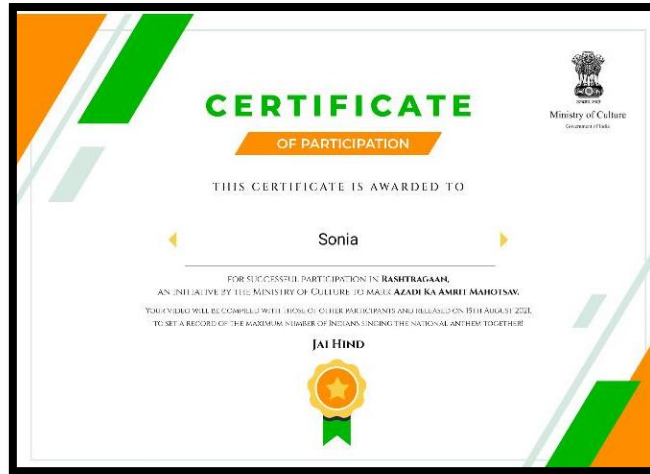 CERTIFICATE
OF PARTICIPATION
Ministry of Culture
Government of India
THIS CERTIFICATE IS AWARDED TO
Sonia
FOR SUCCESSFUL PARTICIPATION IN RASHTRAGAAN,
AN INITIATIVE BY THE MINISTRY OF CULTURE TO MARK AZADI KA AMRIT MAHOTSAV.
YOUR VIDEO WILL BE COMPILED WITH THOSE OF OTHER PARTICIPANTS AND RELEASED ON 15TH AUGUST 2021,
TO SET A RECORD OF THE MAXIMUM NUMBER OF INDIANS SINGING THE NATIONAL ANTHEM TOGETHER!
JAI HIND